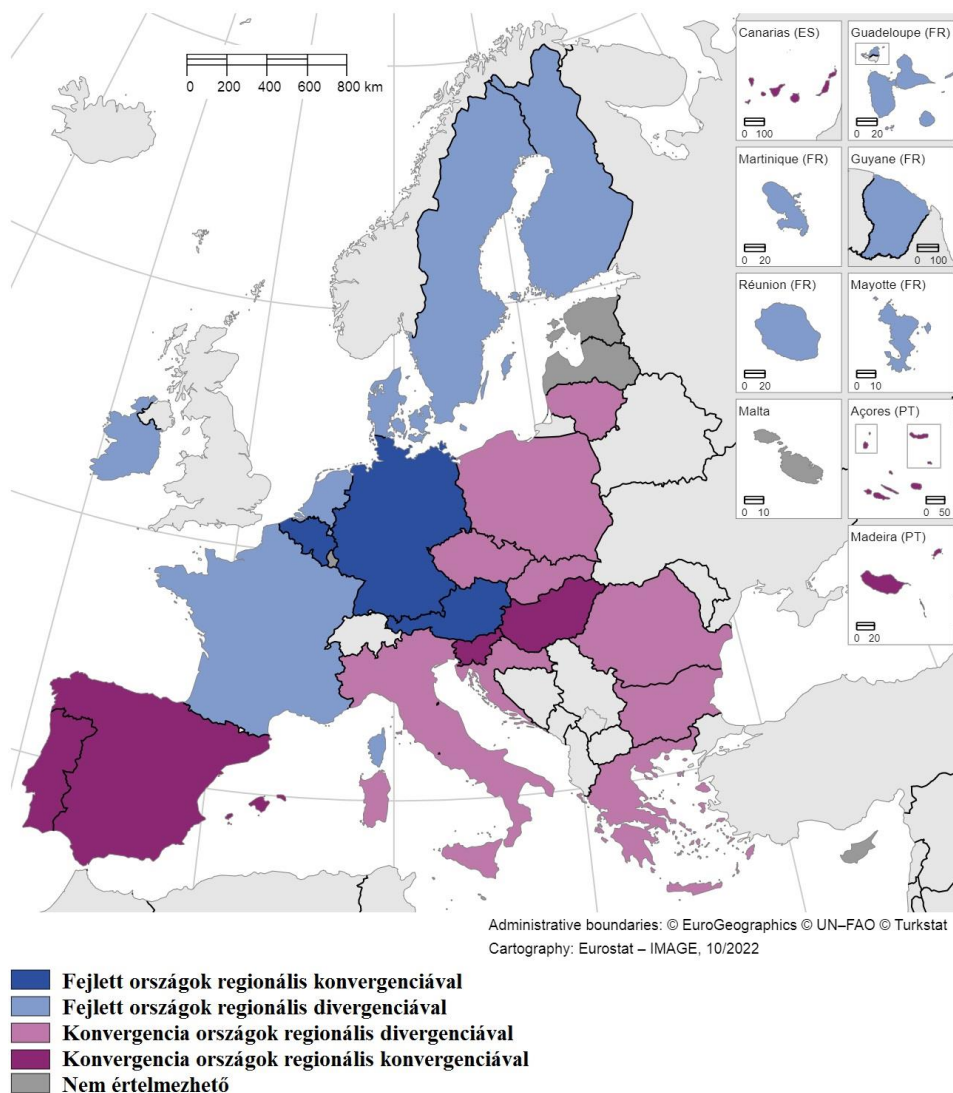 0 200 400 600 800 km
Canarias (ES)
0 100
Guadeloupe (FR)
0 20
Martinique (FR)
0 20
Guyane (FR)
0 100
Réunion (FR)
0 20
Mayotte (FR)
0 10
Malta
0 10
Açores (PT)
0 50
Madeira (PT)
0 20
Administrative boundaries: © EuroGeographics © UN–FAO © Turkstat
Cartography: Eurostat – IMAGE, 10/2022
Fejlett országok regionális konvergenciával
Fejlett országok regionális divergenciával
Konvergencia országok regionális divergenciával
Konvergencia országok regionális konvergenciával
Nem értelmezhető